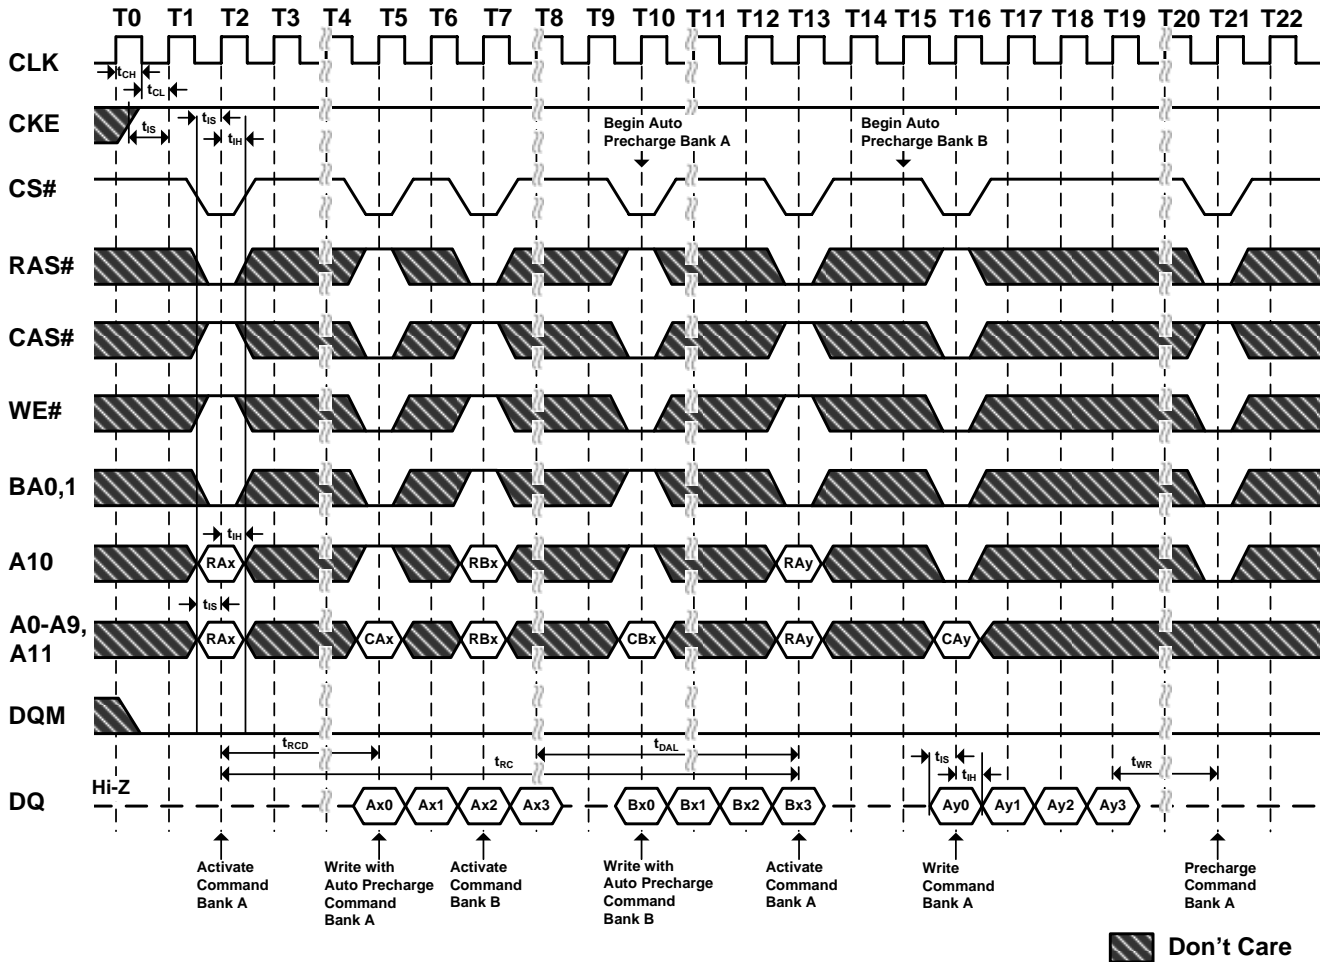 T0 T1 T2 T3 T4 T5 T6 T7 T8 T9 T10 T11 T12 T13 T14 T15 T16 T17 T18 T19 T20 T21 T22
CLK
tCH
tCL
CKE
tIS
tIS
tIH
Begin Auto
Precharge Bank A
Begin Auto
Precharge Bank B
CS#
RAS#
CAS#
WE#
BA0,1
tIH
A10
RAx RBx RAy
tIS
A0-A9,
A11
RAx CAx RBx CBx RAy CAy
DQM
tRCD
tDAL
tRC
tIS
tIH
tWR
Hi-Z
DQ
Ax0 Ax1 Ax2 Ax3 Bx0 Bx1 Bx2 Bx3 Ay0 Ay1 Ay2 Ay3
Activate
Command
Bank A
Write with
Auto Precharge
Command
Bank A
Activate
Command
Bank B
Write with
Auto Precharge
Command
Bank B
Activate
Command
Bank A
Write
Command
Bank A
Precharge
Command
Bank A
Don't Care